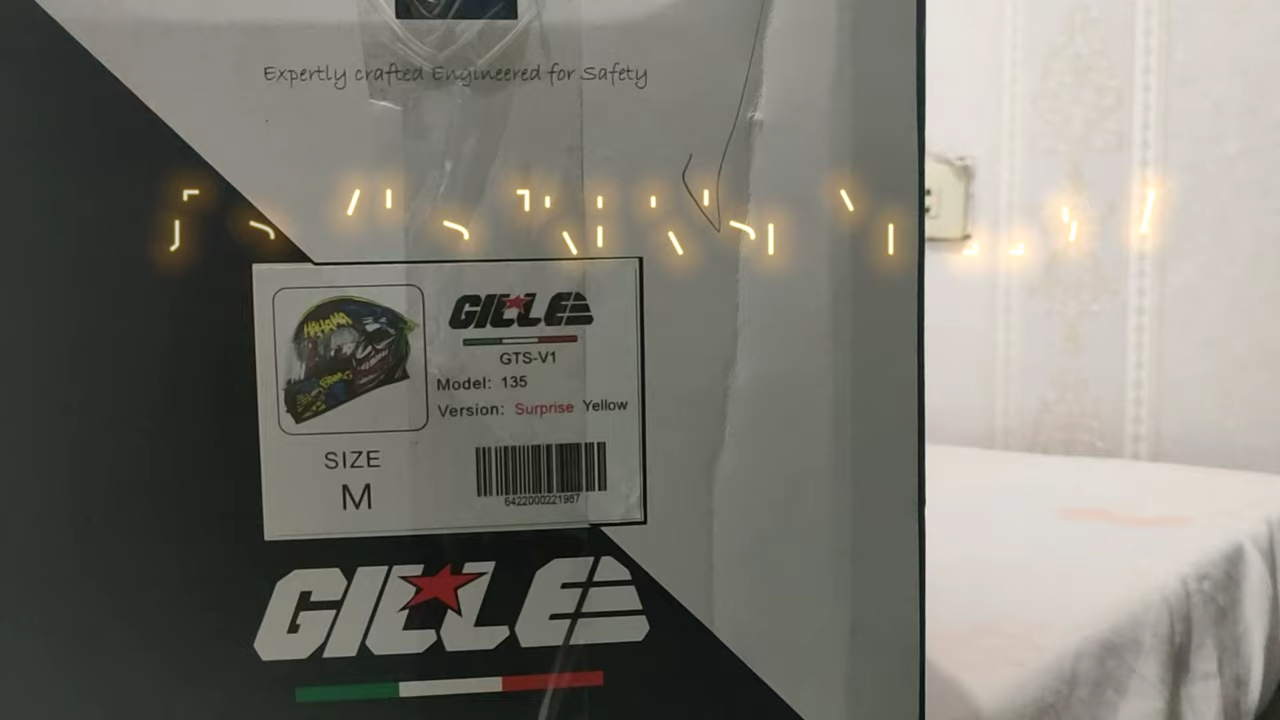 Expertly crafted Engineered for Safety
GILLE
GTS-V1
Model: 135
Version: Surprise Yellow
SIZE
M
6422000221987
GILLE